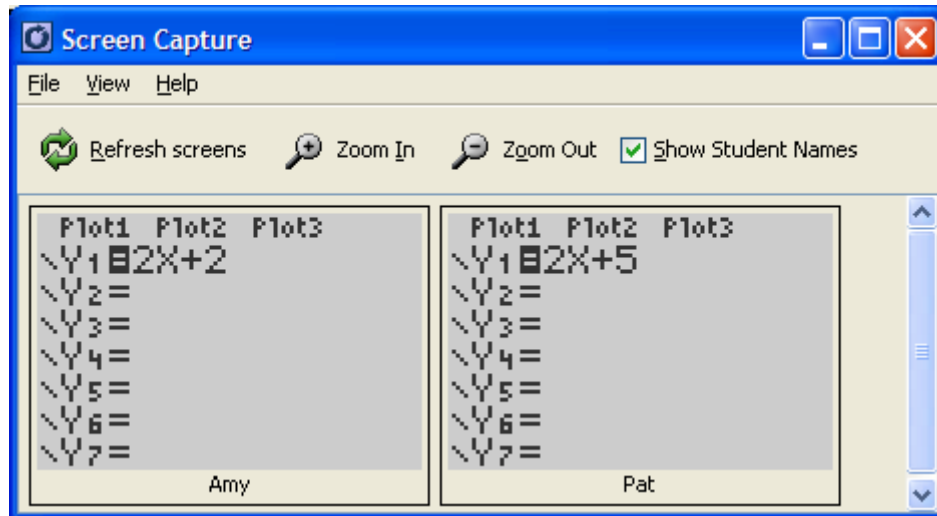 Screen Capture
File View Help
Refresh screens Zoom In Zoom Out Show Student Names
Plot1 Plot2 Plot3
\Y1=2X+2
\Y2=
\Y3=
\Y4=
\Y5=
\Y6=
\Y7=
Amy
Plot1 Plot2 Plot3
\Y1=2X+5
\Y2=
\Y3=
\Y4=
\Y5=
\Y6=
\Y7=
Pat